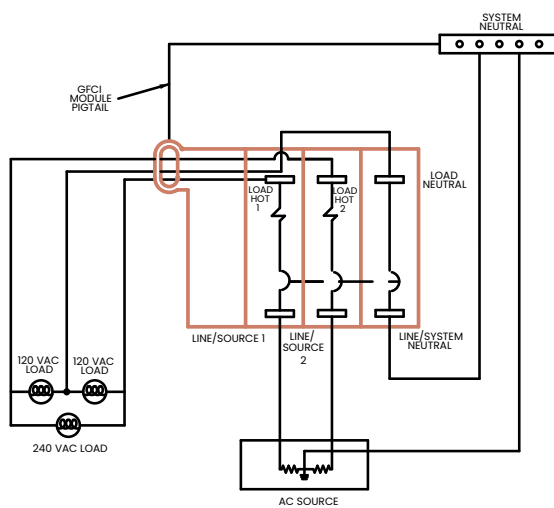 SYSTEM
NEUTRAL
GFCI
MODULE
PIGTAIL
LOAD
HOT
1
LOAD
HOT
2
LOAD
NEUTRAL
LINE/SOURCE 1
LINE/
SOURCE
2
LINE/SYSTEM
NEUTRAL
120 VAC
LOAD
120 VAC
LOAD
240 VAC LOAD
AC SOURCE